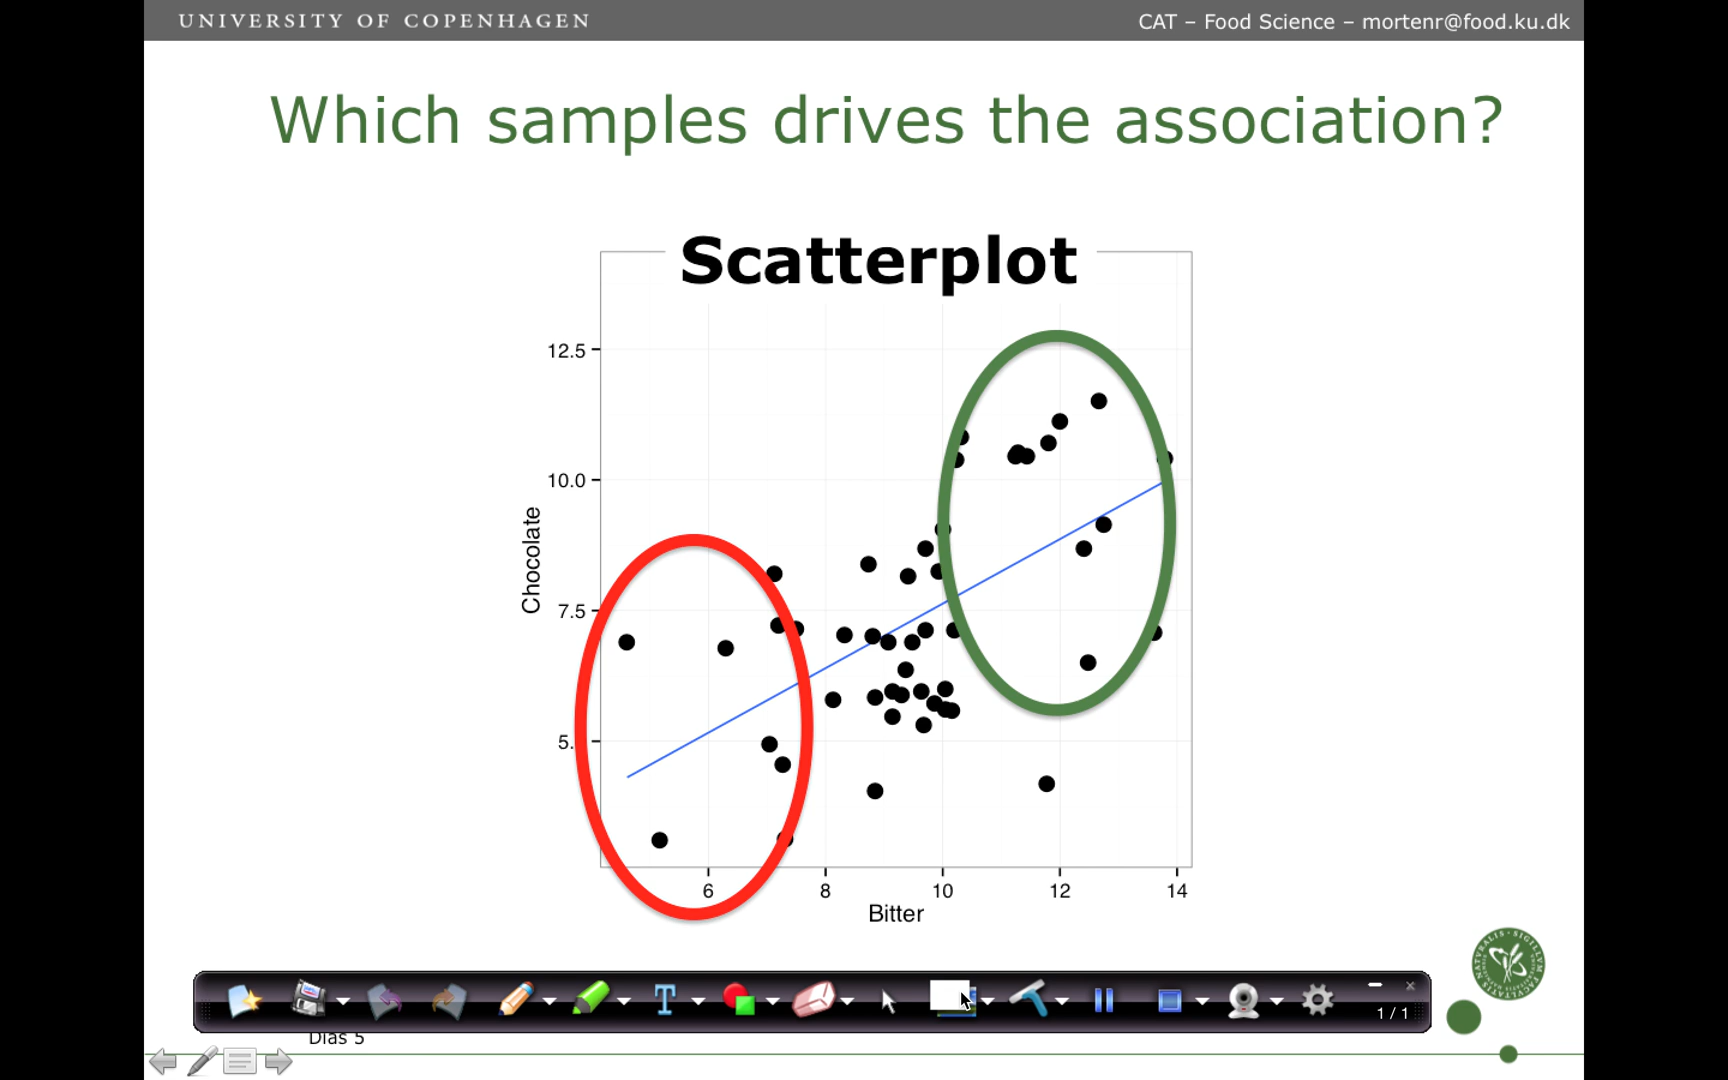 UNIVERSITY OF COPENHAGEN
CAT – Food Science – mortenr@food.ku.dk
Which samples drives the association?
Scatterplot
12.5
10.0
7.5
5.
Chocolate
6 8 10 12 14
Bitter
1 / 1
Dias 5